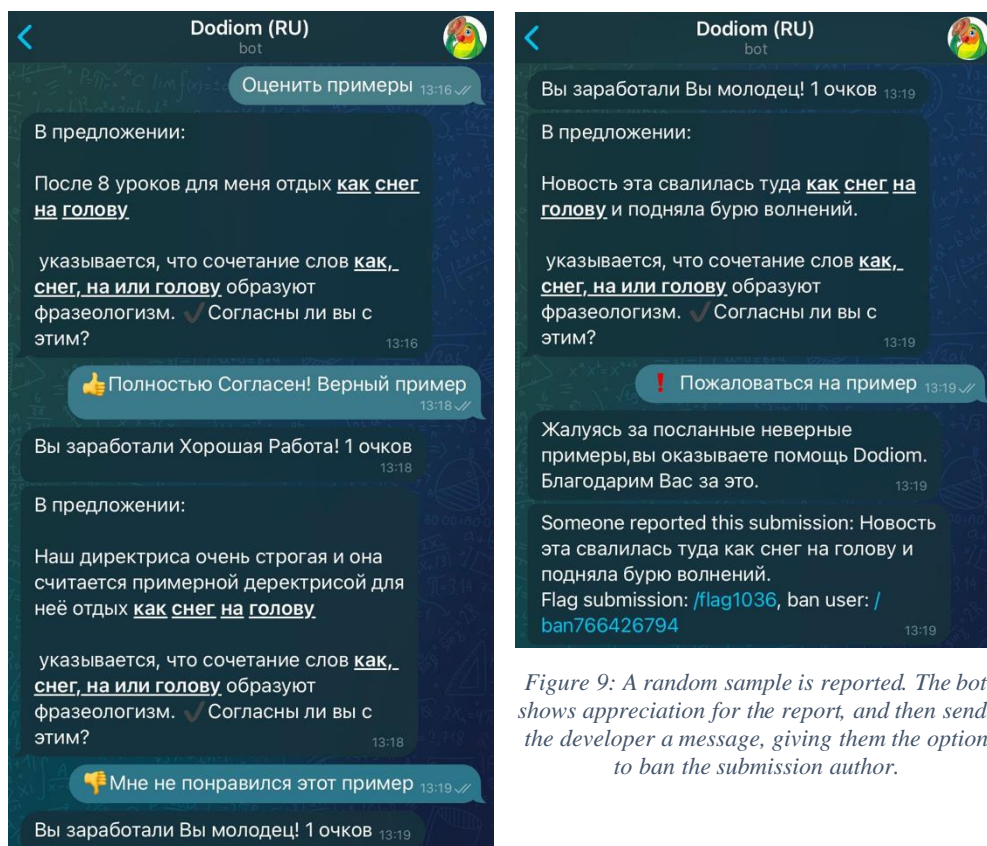 Dodiom (RU)
bot
Оценить примеры 13:16
В предложении:
После 8 уроков для меня отдых как снег
на голову
указывается, что сочетание слов как,
снег, на или голову образуют
фразеологизм. ✔️Согласны ли вы с
этим?
13:16
👍Полностью Согласен! Верный пример
13:18
Вы заработали Хорошая Работа! 1 очков
13:18
В предложении:
Наш директриса очень строгая и она
считается примерной деректрисой для
неё отдых как снег на голову
указывается, что сочетание слов как,
снег, на или голову образуют
фразеологизм. ✔️Согласны ли вы с
этим?
13:18
👎Мне не понравился этот пример 13:19
Вы заработали Вы молодец! 1 очков 13:19
Dodiom (RU)
bot
Вы заработали Вы молодец! 1 очков 13:19
В предложении:
Новость эта свалилась туда как снег на
голову и подняла бурю волнений.
указывается, что сочетание слов как,
снег, на или голову образуют
фразеологизм. ✔️Согласны ли вы с
этим?
13:19
❗ Пожаловаться на пример 13:19
Жалуясь за посланные неверные
примеры,вы оказываете помощь Dodiom.
Благодарим Вас за это. 13:19
Someone reported this submission: Новость
эта свалилась туда как снег на голову и
подняла бурю волнений.
Flag submission: /flag1036, ban user: /
ban766426794
13:19
Figure 9: A random sample is reported. The bot
shows appreciation for the report, and then send
the developer a message, giving them the option
to ban the submission author.